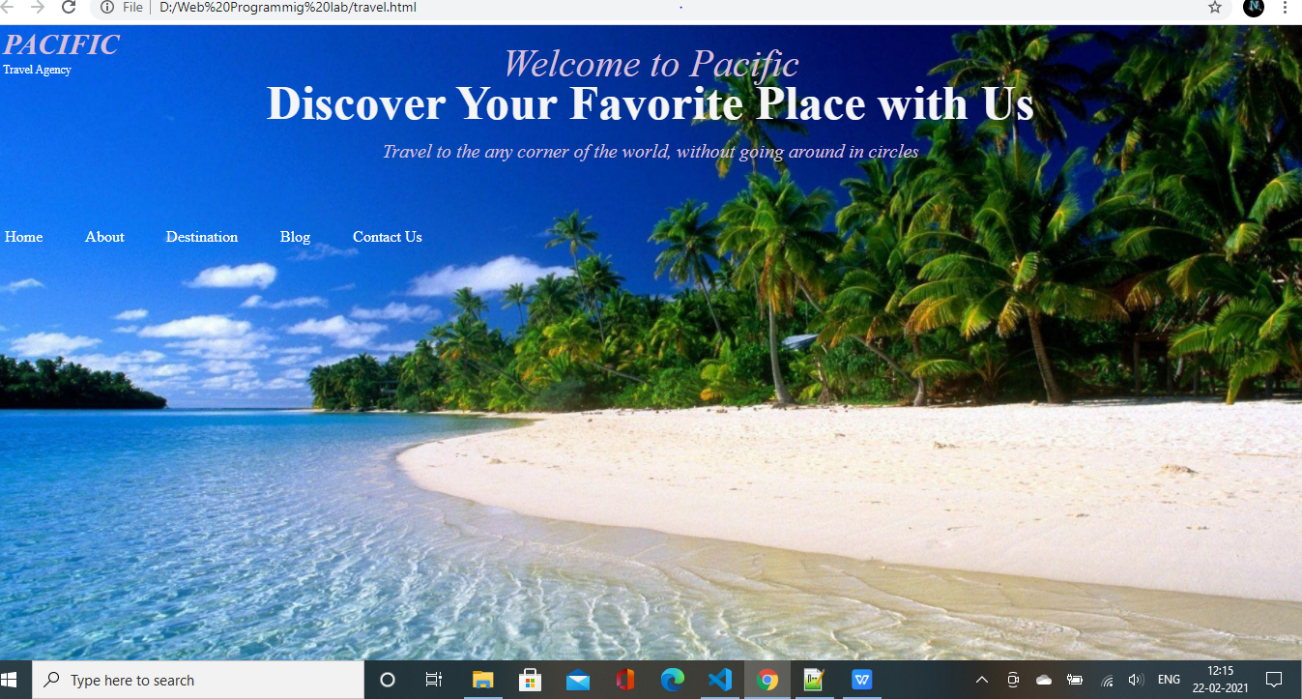 File D:/Web%20Programmig%20lab/travel.html
PACIFIC
Travel Agency
Welcome to Pacific
Discover Your Favorite Place with Us
Travel to the any corner of the world, without going around in circles
Home About Destination Blog Contact Us
Type here to search
ENG
12:15
22-02-2021